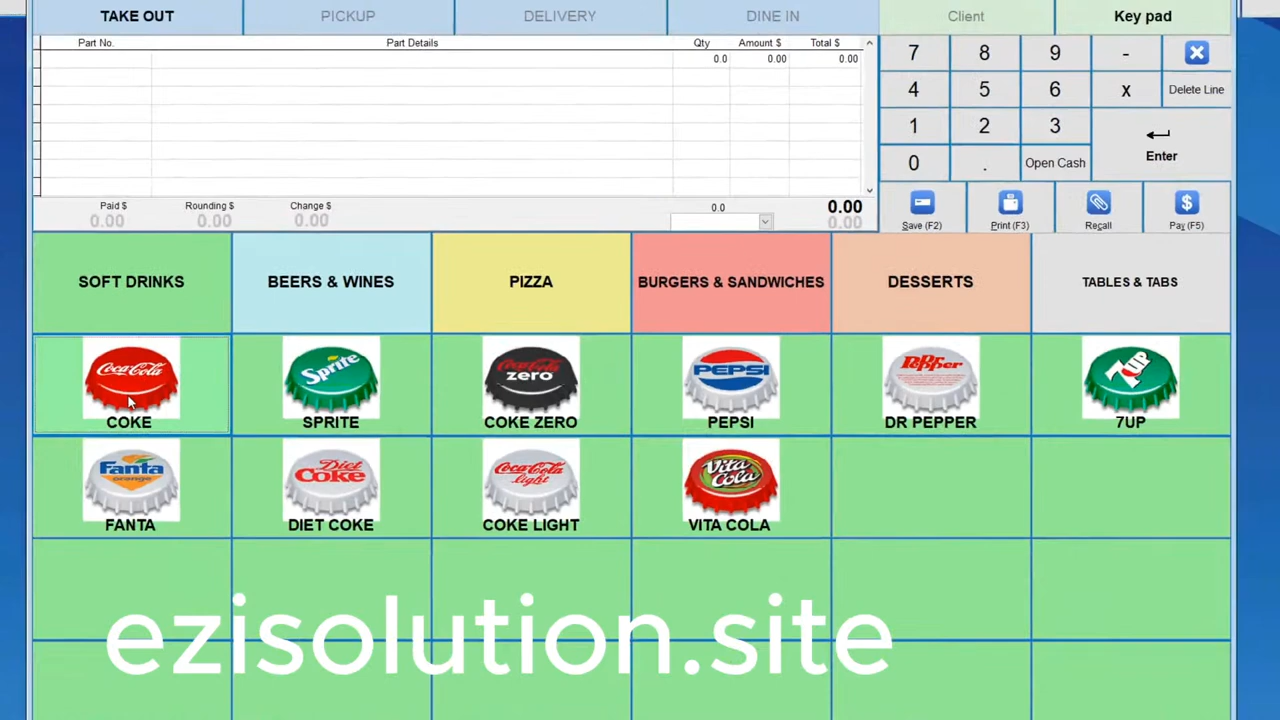 TAKE OUT PICKUP DELIVERY DINE IN Client Key pad
Part No. Part Details Qty Amount $ Total $
0.0 0.00 0.00
7 8 9 -
4 5 6 x Delete Line
1 2 3
0 . Open Cash
Enter
Paid $ Rounding $ Change $ 0.0 0.00
0.00 0.00 0.00 0.00
Save (F2) Print (F3) Recall Pay (F5)
SOFT DRINKS BEERS & WINES PIZZA BURGERS & SANDWICHES DESSERTS TABLES & TABS
Coca-Cola Sprite Coca-Cola zero PEPSI Dr Pepper 7UP
COKE SPRITE COKE ZERO PEPSI DR PEPPER 7UP
Fanta orange Diet Coke Coca-Cola light Vita Cola
FANTA DIET COKE COKE LIGHT VITA COLA
ezisolution.site